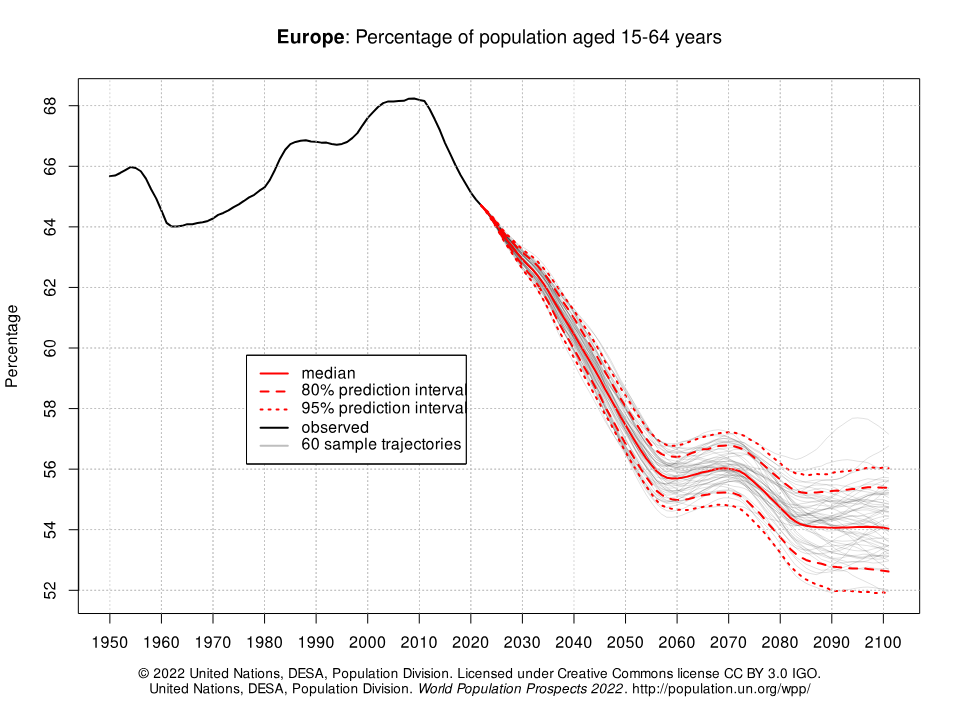 Europe: Percentage of population aged 15-64 years
Percentage
68
66
64
62
60
58
56
54
52
median
80% prediction interval
95% prediction interval
observed
60 sample trajectories
1950 1960 1970 1980 1990 2000 2010 2020 2030 2040 2050 2060 2070 2080 2090 2100
© 2022 United Nations, DESA, Population Division. Licensed under Creative Commons license CC BY 3.0 IGO.
United Nations, DESA, Population Division. World Population Prospects 2022. http://population.un.org/wpp/